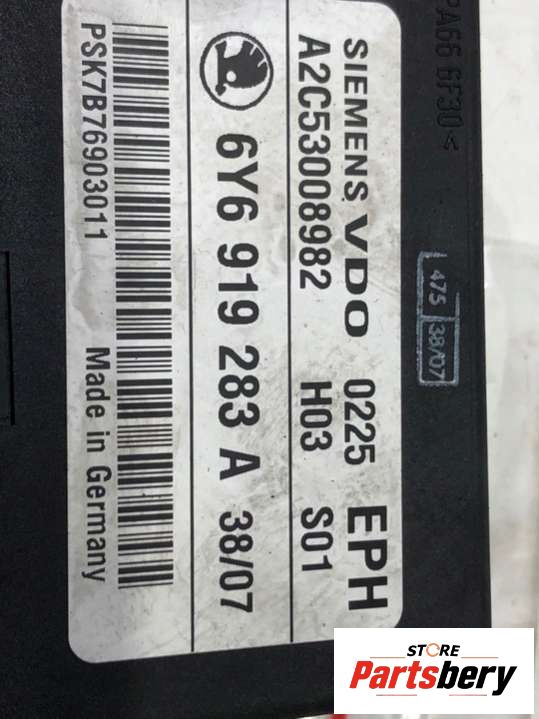 PA66 GF30<
475 38/07
SIEMENS VDO 0225 EPH
A2C53008982 H03 S01
6Y6 919 283 A 38/07
PSK7B76903011 Made in Germany
STORE
Partsbery